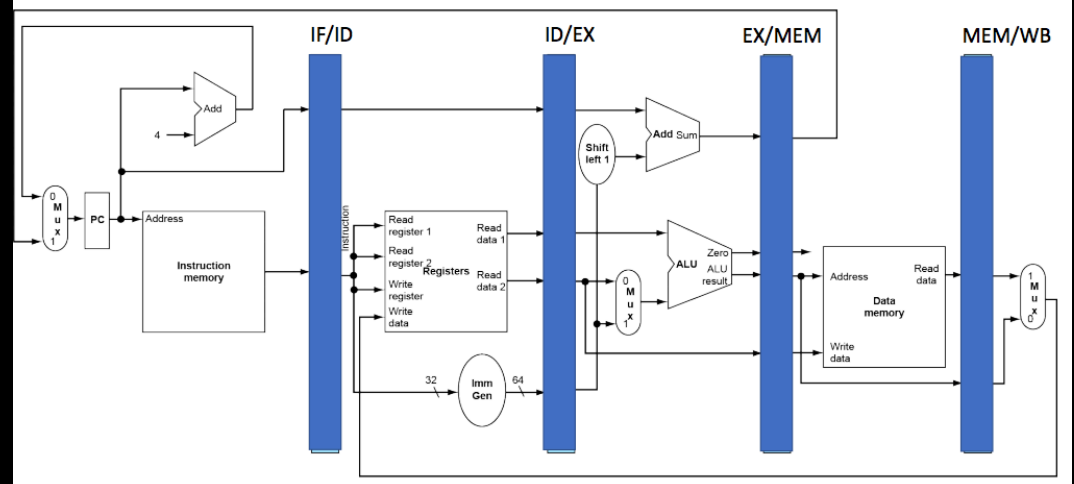 IF/ID
ID/EX
EX/MEM
MEM/WB
Add
4
Shift
left 1
Add Sum
0
M
u
x
1
PC
Address
Instruction
memory
Instruction
Read
register 1
Read
register 2
Registers
Write
register
Write
data
Read
data 1
Read
data 2
32
Imm
Gen
64
0
M
u
x
1
ALU
Zero
ALU
result
Address
Read
data
Data
memory
Write
data
1
M
u
x
0